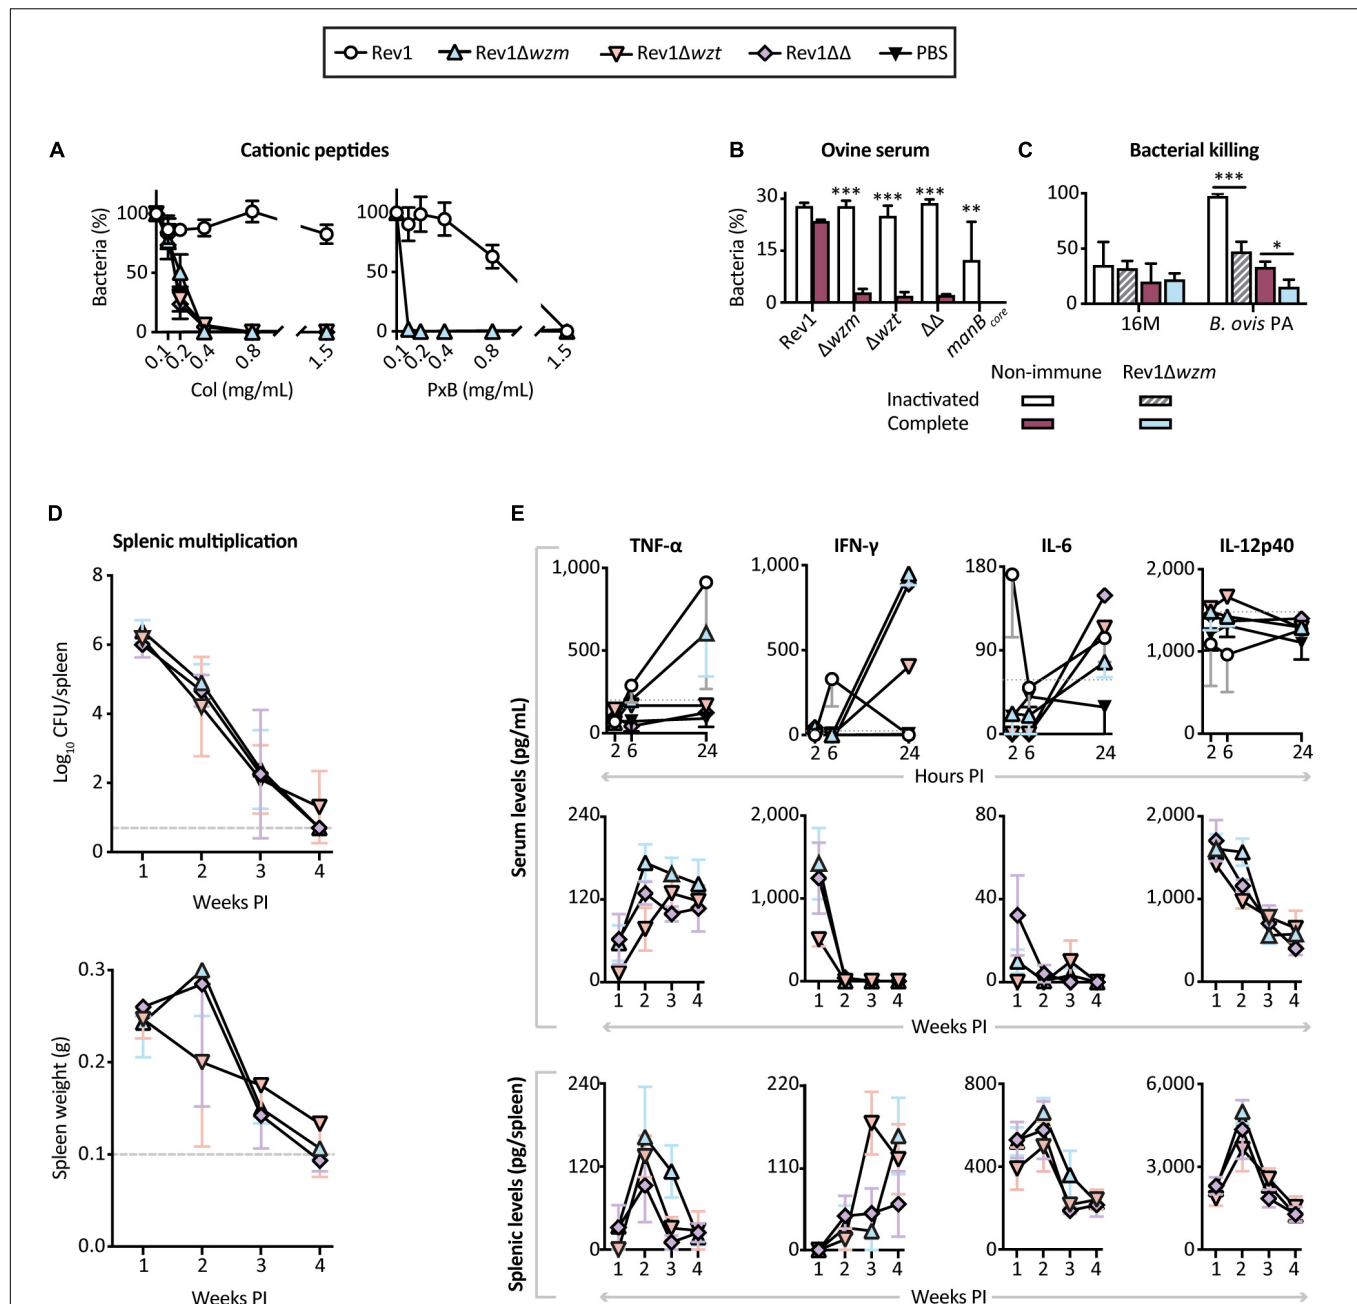 Rev1 Rev1Δwzm Rev1Δwzt Rev1ΔΔ PBS
A Cationic peptides
Bacteria (%)
100
50
0
0.1 0.2 0.4 0.8 1.5
Col (mg/mL)
100
50
0
0.1 0.2 0.4 0.8 1.5
PxB (mg/mL)
B Ovine serum
Bacteria (%)
30
15
0
*** *** *** **
Rev1 Δwzm Δwzt ΔΔ manB core
C Bacterial killing
100
50
0
*** *
16M B. ovis PA
Non-immune Rev1Δwzm
Inactivated
Complete
D
Splenic multiplication
Log10 CFU/spleen
8
6
4
2
0
1 2 3 4
Weeks PI
Spleen weight (g)
0.3
0.2
0.1
0.0
1 2 3 4
Weeks PI
E
TNF-α IFN-γ IL-6 IL-12p40
Serum levels (pg/mL)
1,000
500
0
2 6 24
1,000
500
0
2 6 24
180
90
0
2 6 24
2,000
1,000
0
2 6 24
Hours PI
240
120
0
1 2 3 4
2,000
1,000
0
1 2 3 4
80
40
0
1 2 3 4
2,000
1,000
0
1 2 3 4
Weeks PI
Splenic levels (pg/spleen)
240
120
0
1 2 3 4
220
110
0
1 2 3 4
800
400
0
1 2 3 4
6,000
3,000
0
1 2 3 4
Weeks PI